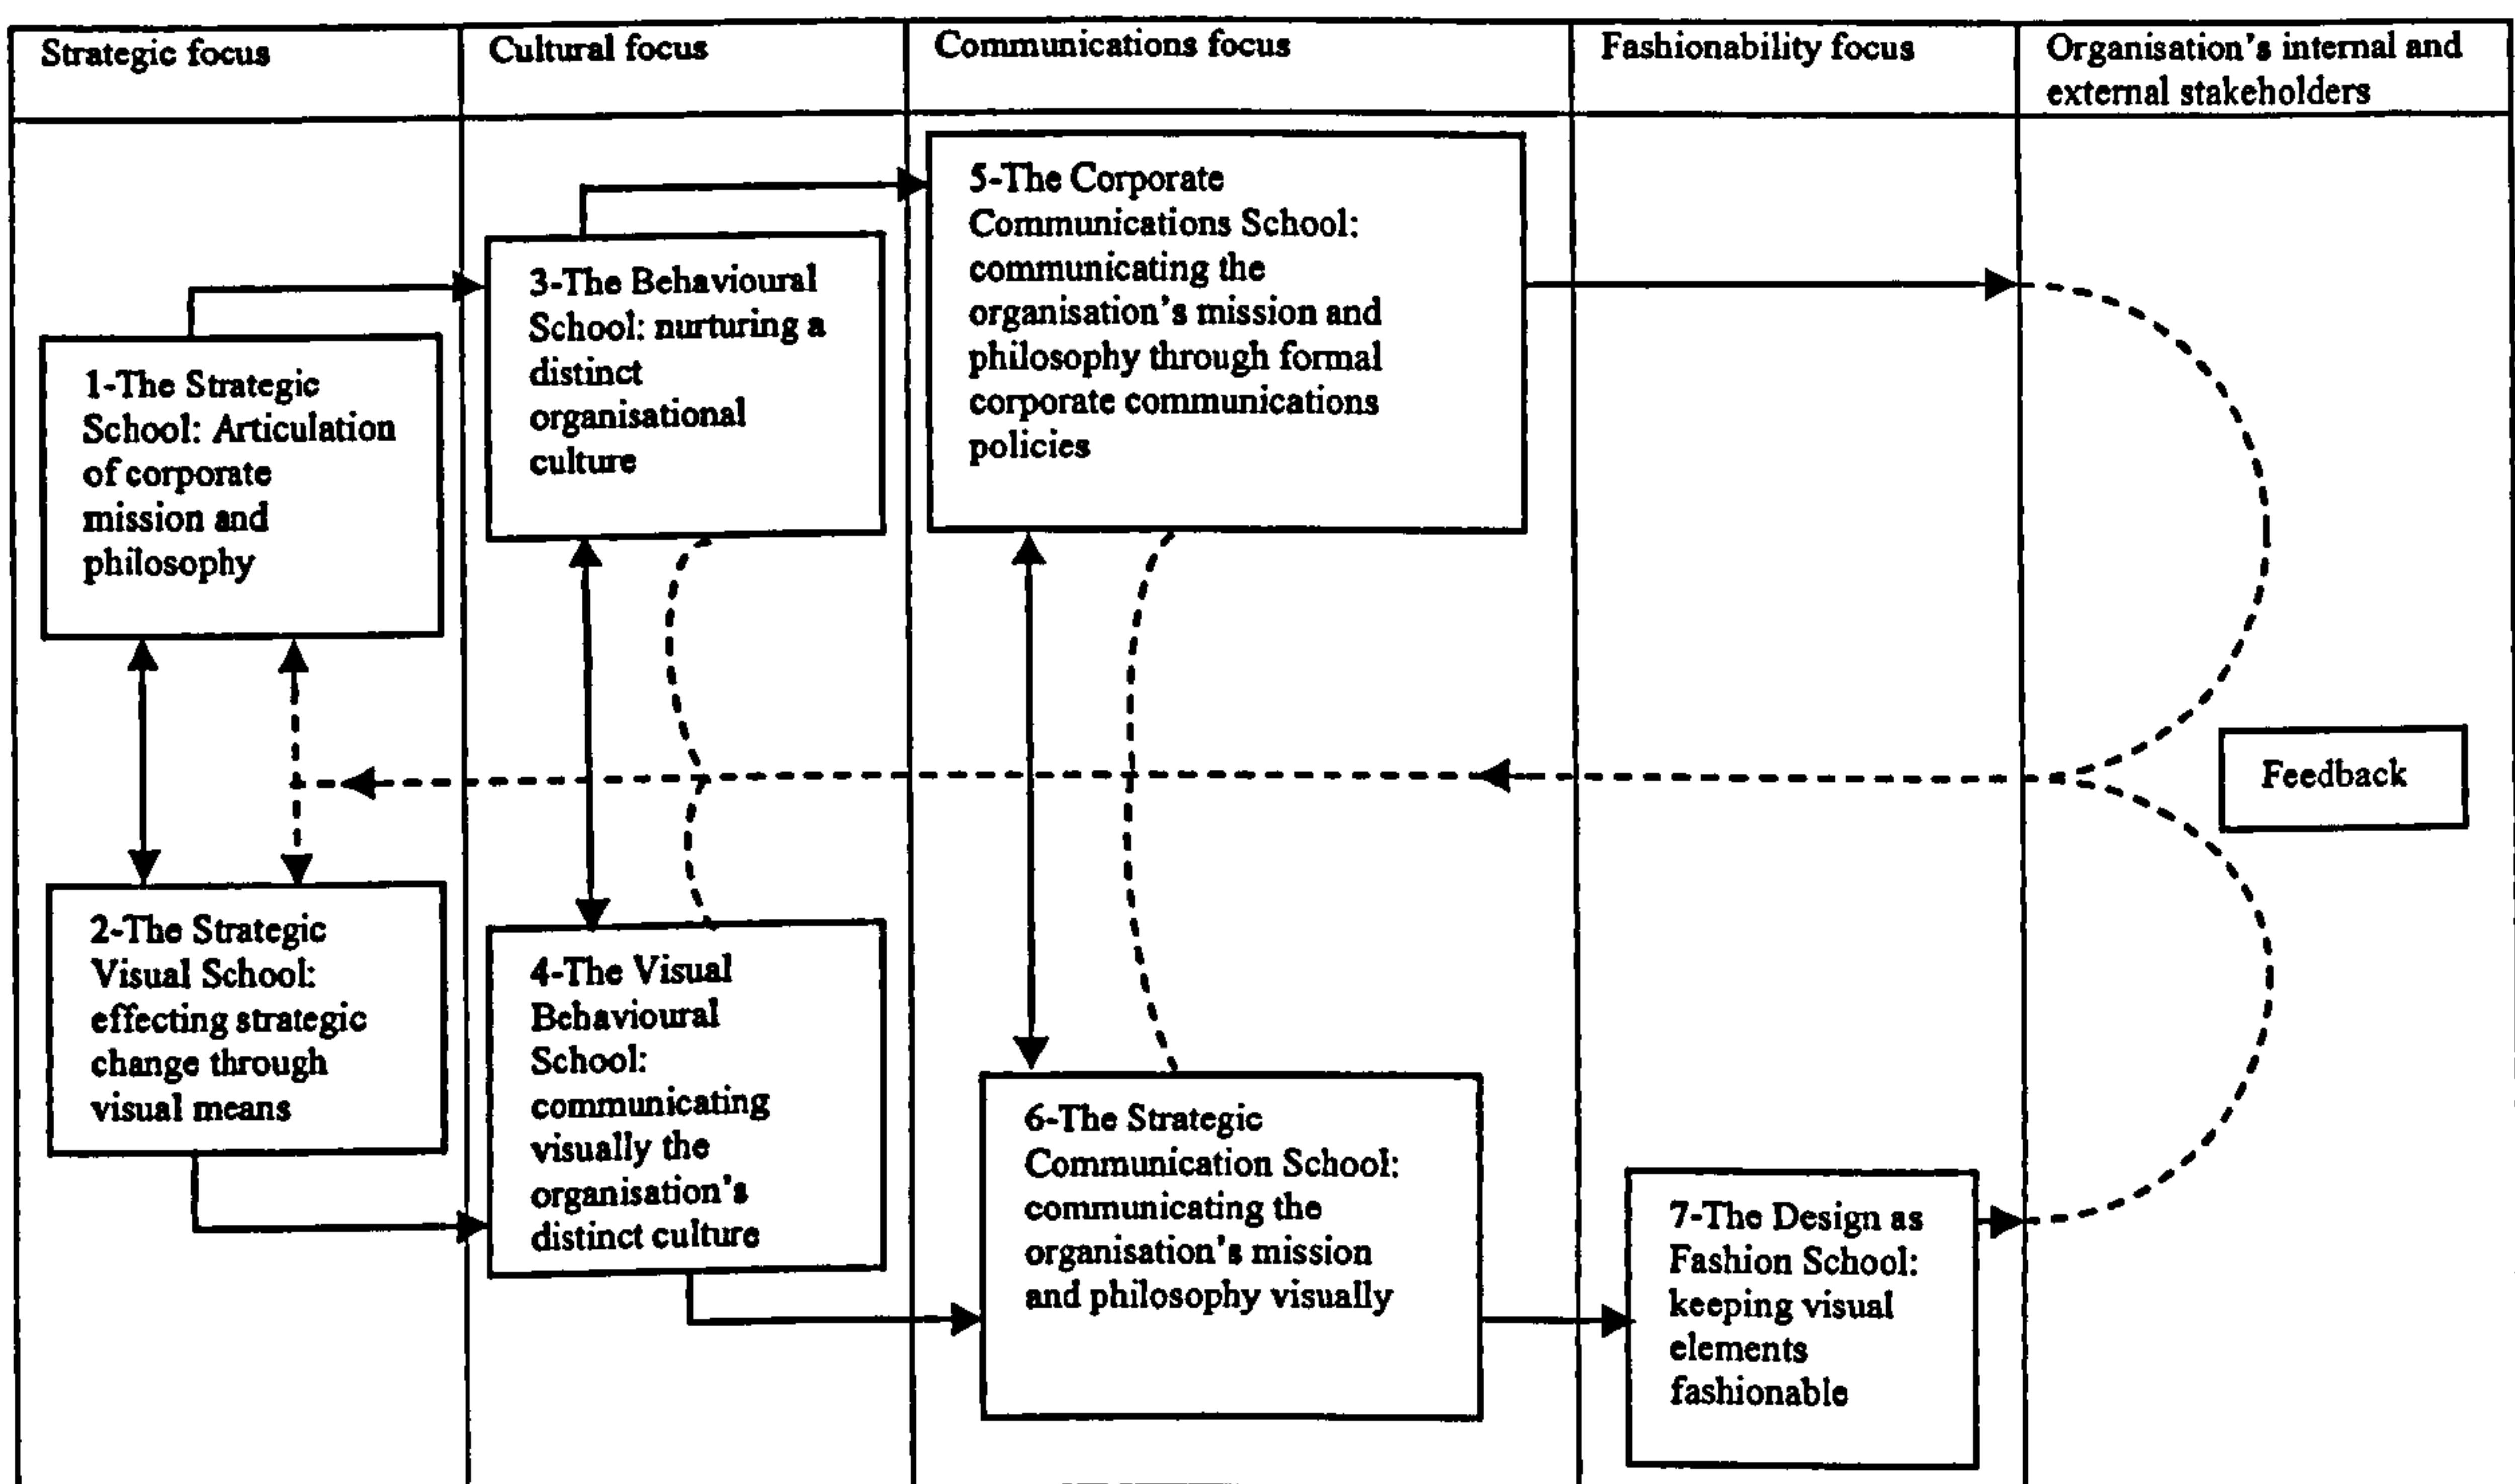 Strategic focus
Cultural focus
Communications focus
Fashionability focus
Organisation's internal and
external stakeholders
1-The Strategic
School: Articulation
of corporate
mission and
philosophy
2-The Strategic
Visual School:
effecting strategic
change through
visual means
3-The Behavioural
School: nurturing a
distinct
organisational
culture
4-The Visual
Behavioural
School:
communicating
visually the
organisation's
distinct culture
5-The Corporate
Communications School:
communicating the
organisation's mission and
philosophy through formal
corporate communications
policies
6-The Strategic
Communication School:
communicating the
organisation's mission
and philosophy visually
7-The Design as
Fashion School:
keeping visual
elements
fashionable
Feedback